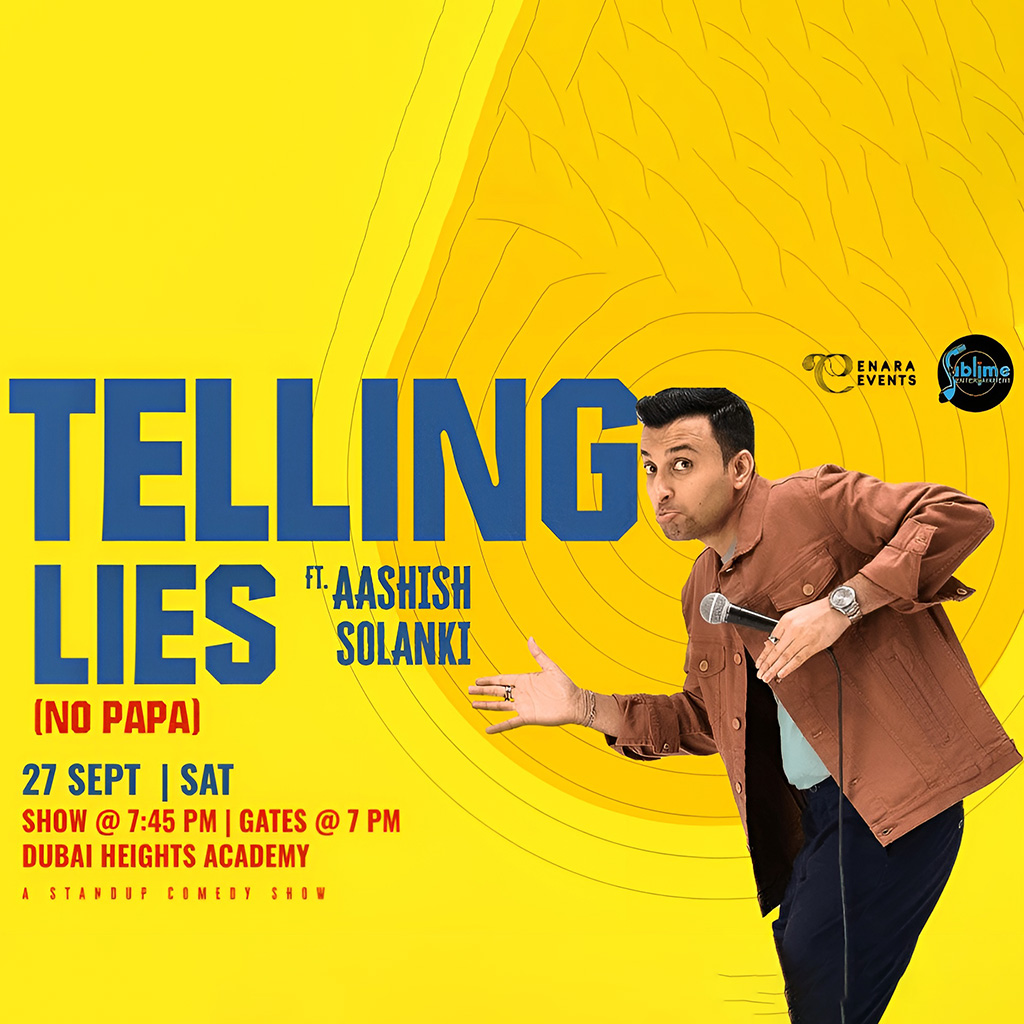 TELLING
LIES
FT. AASHISH
SOLANKI
(NO PAPA)
27 SEPT | SAT
SHOW @ 7:45 PM | GATES @ 7 PM
DUBAI HEIGHTS ACADEMY
A STANDUP COMEDY SHOW
ENARA
EVENTS
Sublime
ENTERTAINMENT